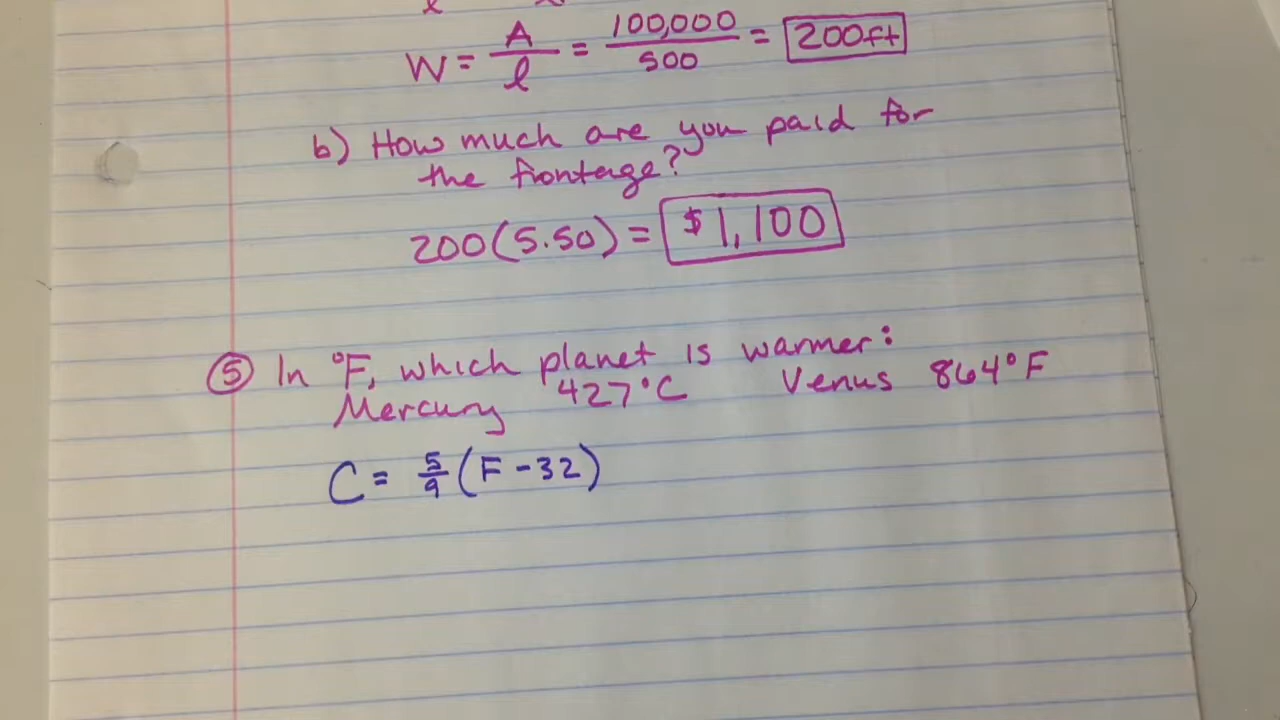 W = A/l = 100,000/500 = 200ft
b) How much are you paid for
the frontage?
200(5.50) = $1,100
⑤ In °F, which planet is warmer:
Mercury 427°C Venus 864°F
C = 5/9 (F - 32)